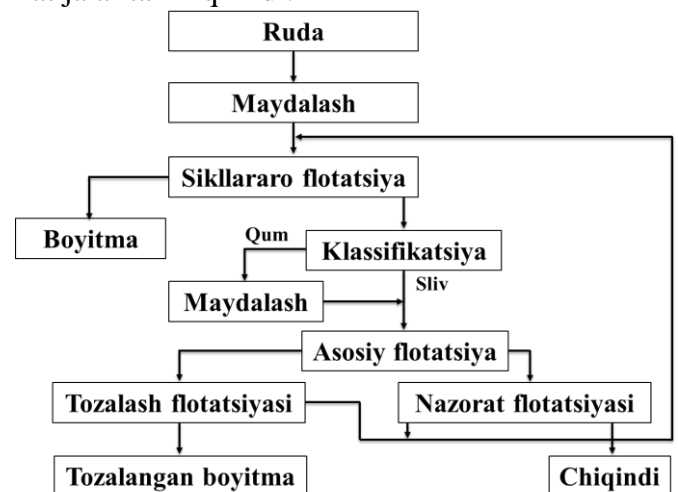 Ruda
Maydalash
Sikllararo flotatsiya
Boyitma
Qum
Klassifikatsiya
Sliv
Maydalash
Asosiy flotatsiya
Tozalash flotatsiyasi
Nazorat flotatsiyasi
Tozalangan boyitma
Chiqindi